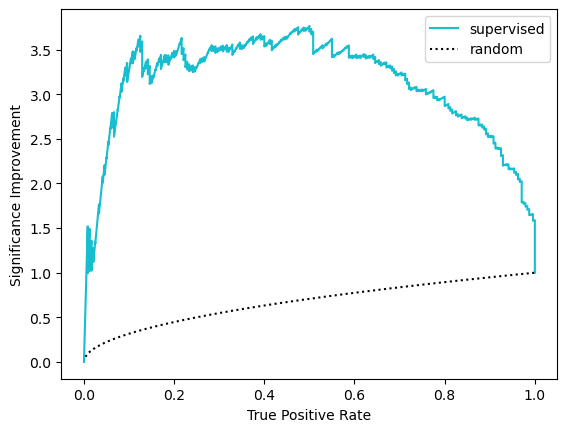 supervised
random
Significance Improvement
3.5
3.0
2.5
2.0
1.5
1.0
0.5
0.0
0.0 0.2 0.4 0.6 0.8 1.0
True Positive Rate